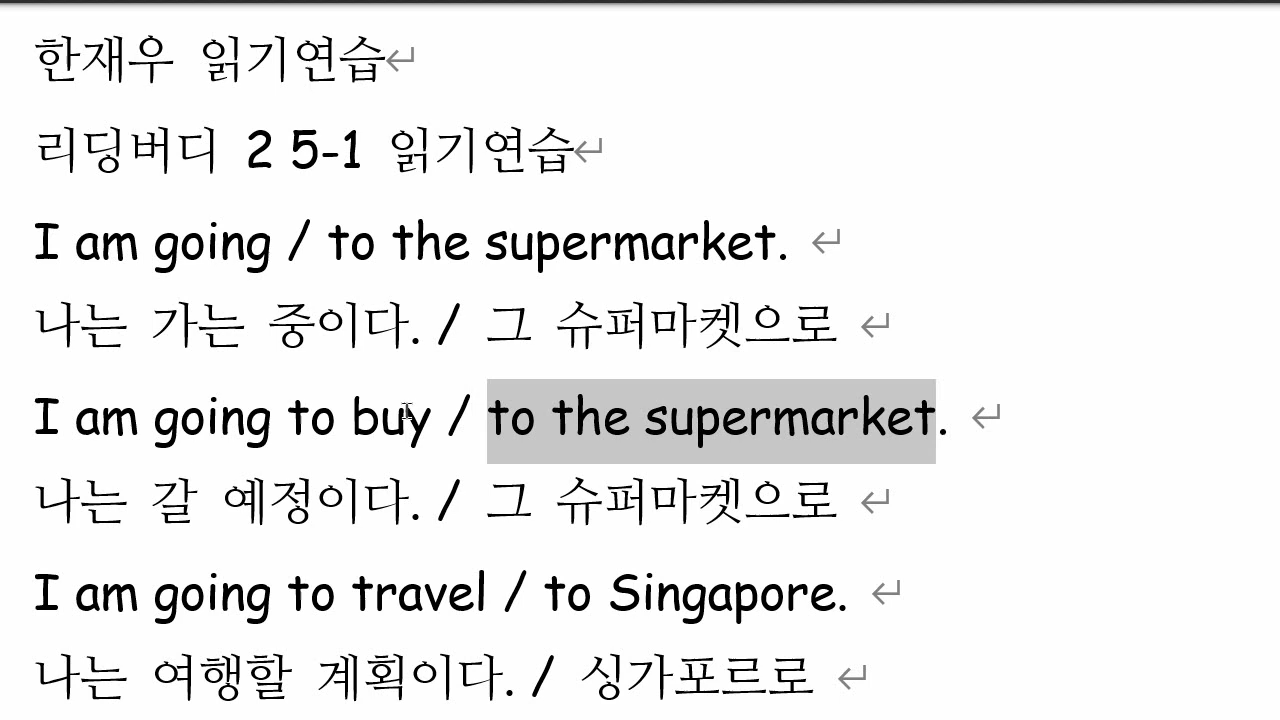 한재우 읽기연습
리딩버디 2 5-1 읽기연습
I am going / to the supermarket.
나는 가는 중이다. / 그 슈퍼마켓으로
I am going to buy / to the supermarket.
나는 갈 예정이다. / 그 슈퍼마켓으로
I am going to travel / to Singapore.
나는 여행할 계획이다. / 싱가포르로